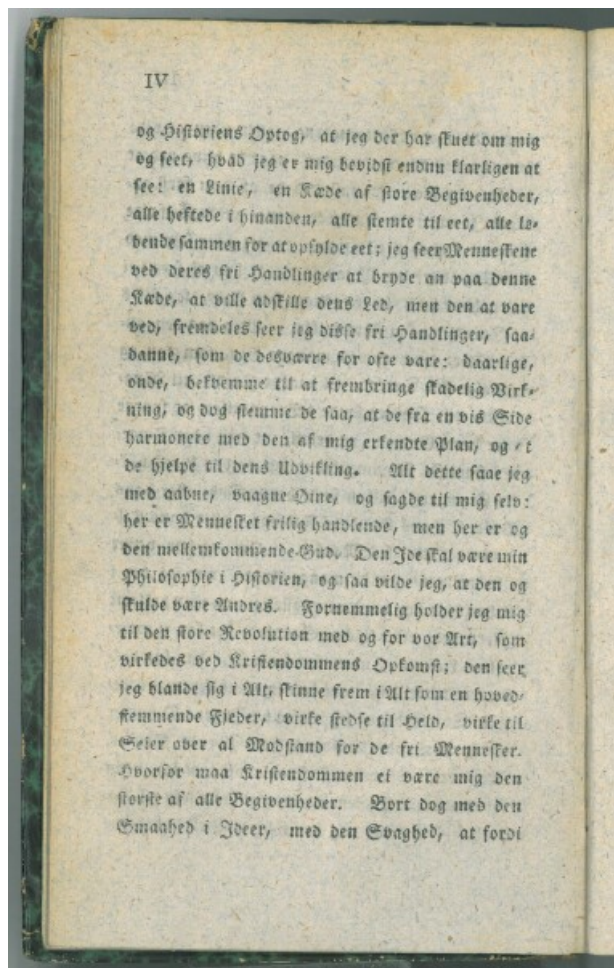 IV
og Historiens Optog, at jeg der har skuet om mig
og seet, hvad jeg er mig bevidst endnu klarligen at
see: en Linie, en Kæde af store Begivenheder,
alle heftede i hinanden, alle stemte til eet, alle lø-
bende sammen for at opfylde eet; jeg seer Menneskene
ved deres fri Handlinger at bryde an paa denne
Kæde, at ville adskille dens Led, men den at vare
ved, fremdeles seer jeg disse fri Handlinger, saa-
danne, som de desværre for ofte vare: daarlige,
onde, bekvemme til at frembringe skadelig Virk-
ning, og dog stemme de saa, at de fra en vis Side
harmonere med den af mig erkendte Plan, og
de hjelpe til dens Udvikling. Alt dette saae jeg
med aabne, vaagne Øine, og sagde til mig selv:
her er Mennesket frilig handlende, men her er og
den mellemkommende Gud. Den Ide skal være min
Philosophie i Historien, og saa vilde jeg, at den og
skulde være Andres. Fornemmelig holder jeg mig
til den store Revolution med og for vor Art, som
virkedes ved Kristendommens Opkomst; den seer
jeg blande sig i Alt, skinne frem i Alt som en hoved-
stemmende Fjeder, virke stedse til Held, virke til
Seier over al Modstand for de fri Mennesker.
Hvorfor maa Kristendommen ei være mig den
største af alle Begivenheder. Bort dog med den
Smaahed i Ideer, med den Svaghed, at fordi